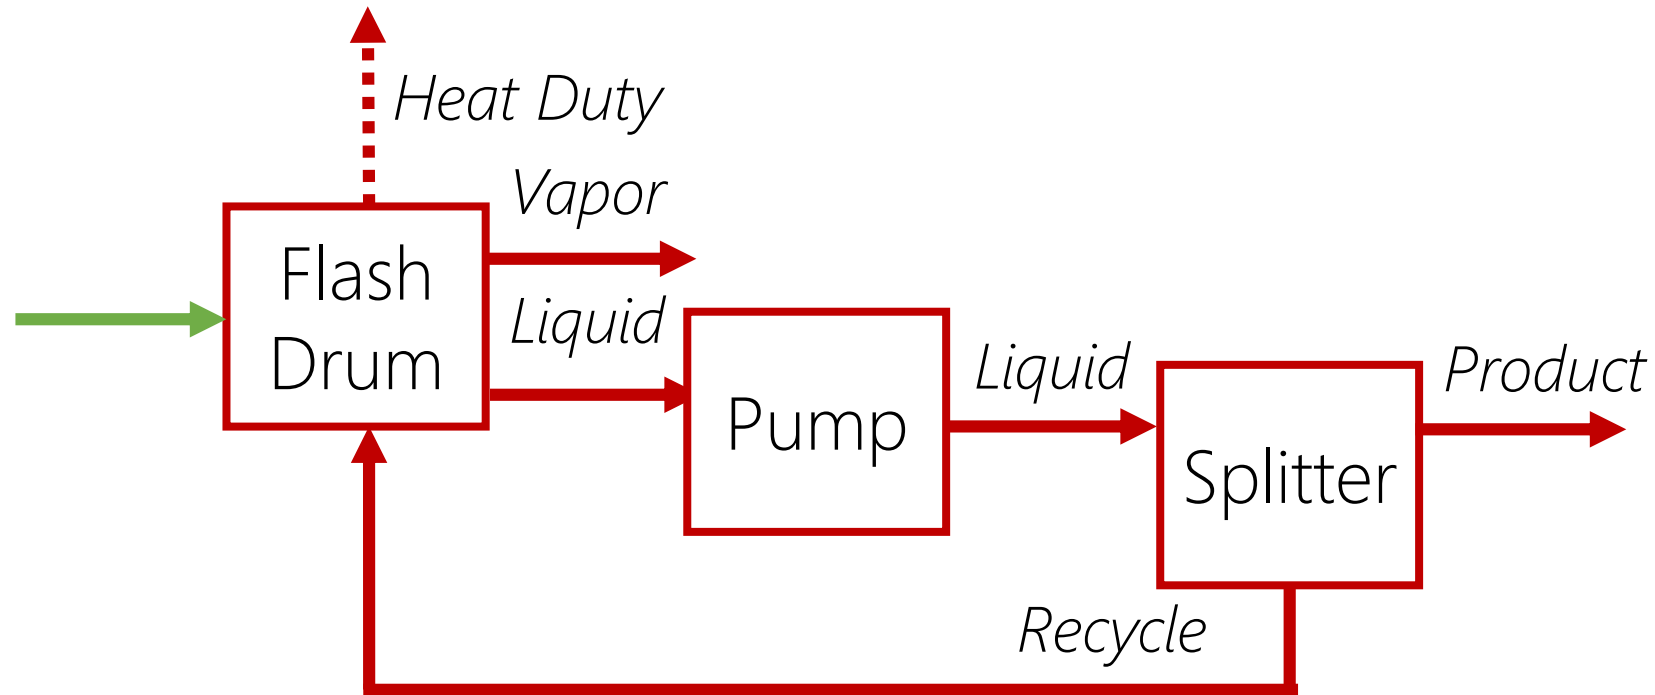 Heat Duty
Vapor
Flash
Drum
Liquid
Pump
Liquid
Splitter
Product
Recycle